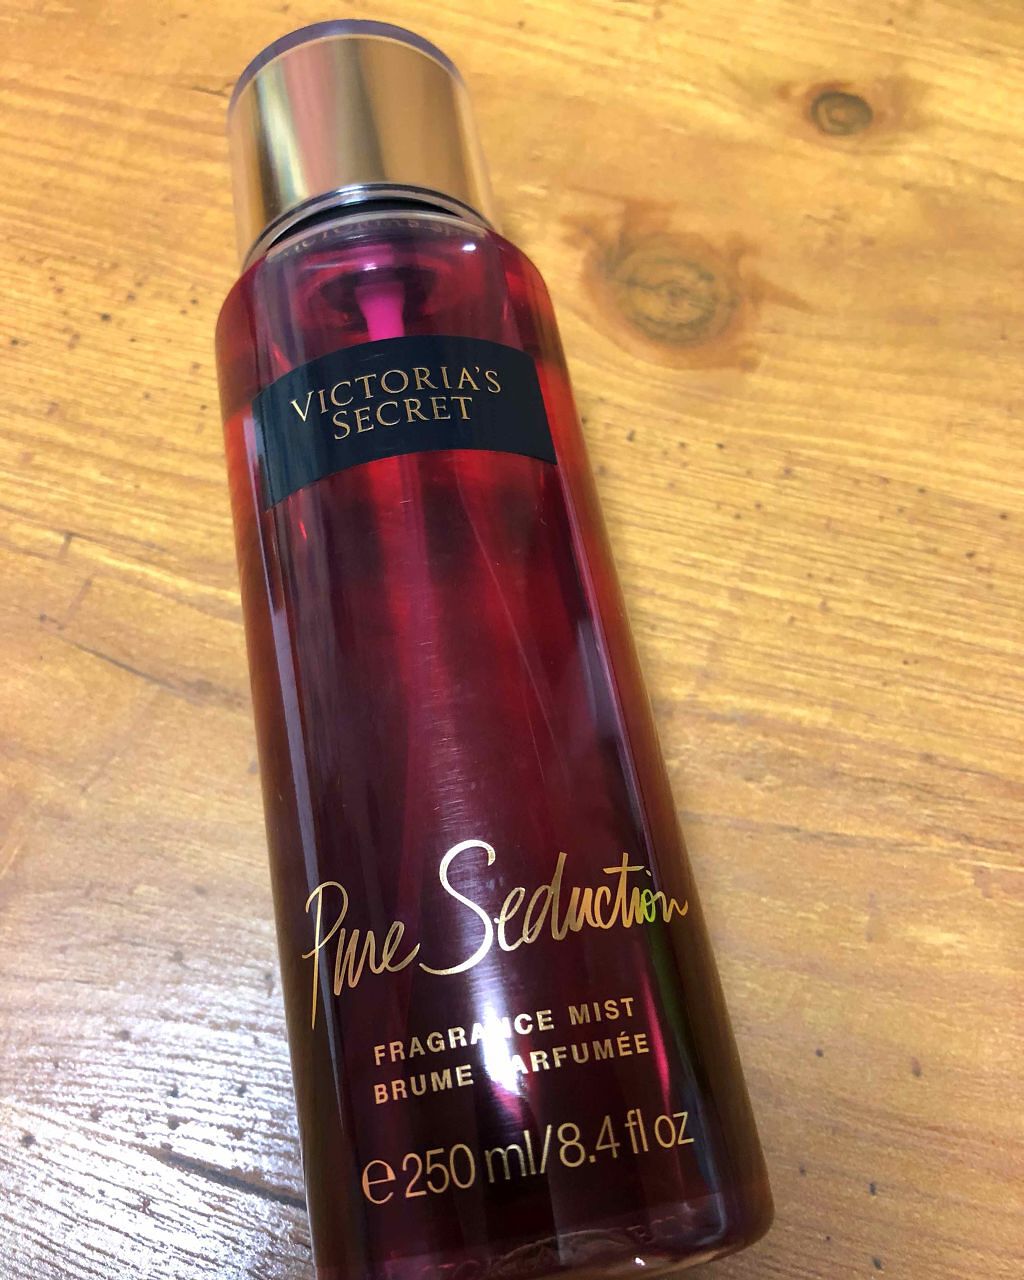 VICTORIA'S
SECRET
Pure Seduction
FRAGRANCE MIST
BRUME PARFUMÉE
e 250 ml/8.4 fl oz